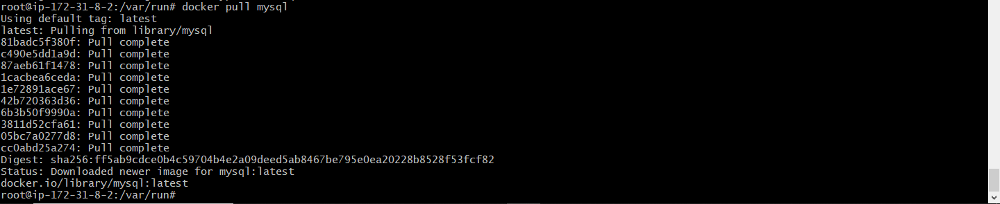 root@ip-172-31-8-2:/var/run# docker pull mysql
Using default tag: latest
latest: Pulling from library/mysql
81badc5f380f: Pull complete
c490e5dd1a9d: Pull complete
87aeb61f1478: Pull complete
1cacbea6ceda: Pull complete
1e72891ace67: Pull complete
42b720363d36: Pull complete
6b3b50f9990a: Pull complete
3811d52cfa61: Pull complete
05bc7a0277d8: Pull complete
cc0abd25a274: Pull complete
Digest: sha256:ff5ab9cdce0b4c59704b4e2a09deed5ab8467be795e0ea20228b8528f53fcf82
Status: Downloaded newer image for mysql:latest
docker.io/library/mysql:latest
root@ip-172-31-8-2:/var/run#